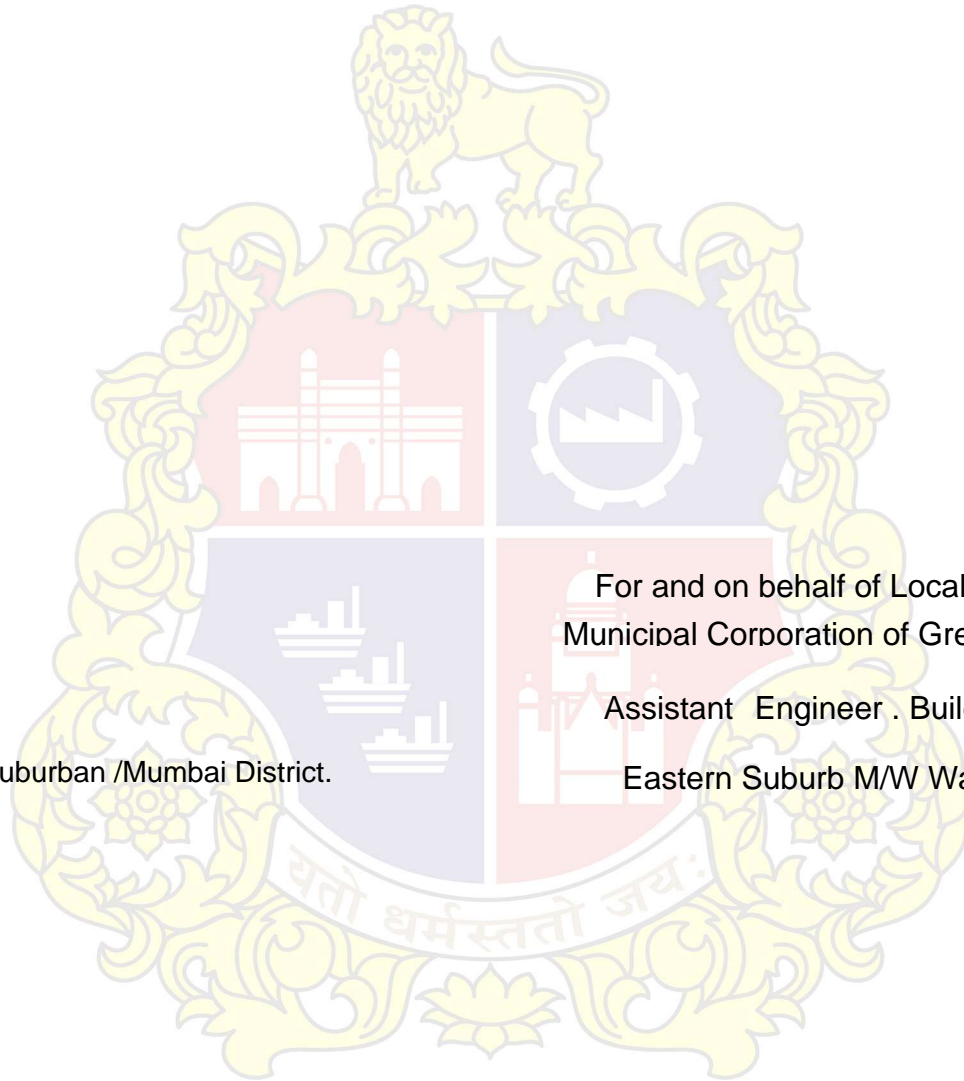 For and on behalf of Local
Municipal Corporation of Gre
Assistant Engineer . Buil
uburban /Mumbai District.
Eastern Suburb M/W Wa
यतो धर्मस्ततो जय: